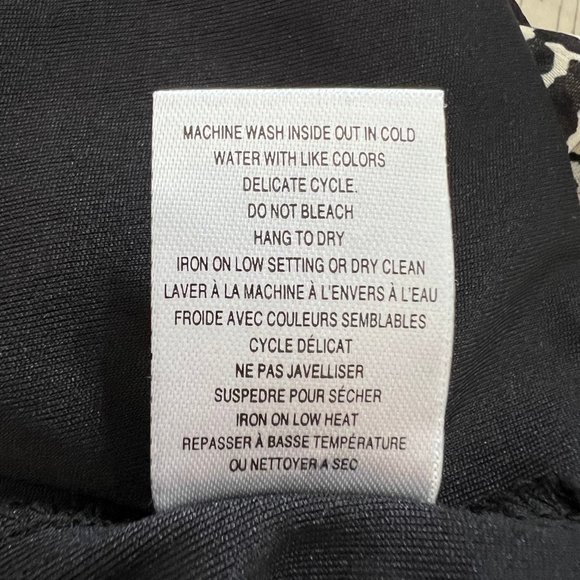 MACHINE WASH INSIDE OUT IN COLD
WATER WITH LIKE COLORS
DELICATE CYCLE.
DO NOT BLEACH
HANG TO DRY
IRON ON LOW SETTING OR DRY CLEAN
LAVER À LA MACHINE À L'ENVERS À L'EAU
FROIDE AVEC COULEURS SEMBLABLES
CYCLE DÉLICAT
NE PAS JAVELLISER
SUSPEDRE POUR SÉCHER
IRON ON LOW HEAT
REPASSER À BASSE TEMPÉRATURE
OU NETTOYER A SEC